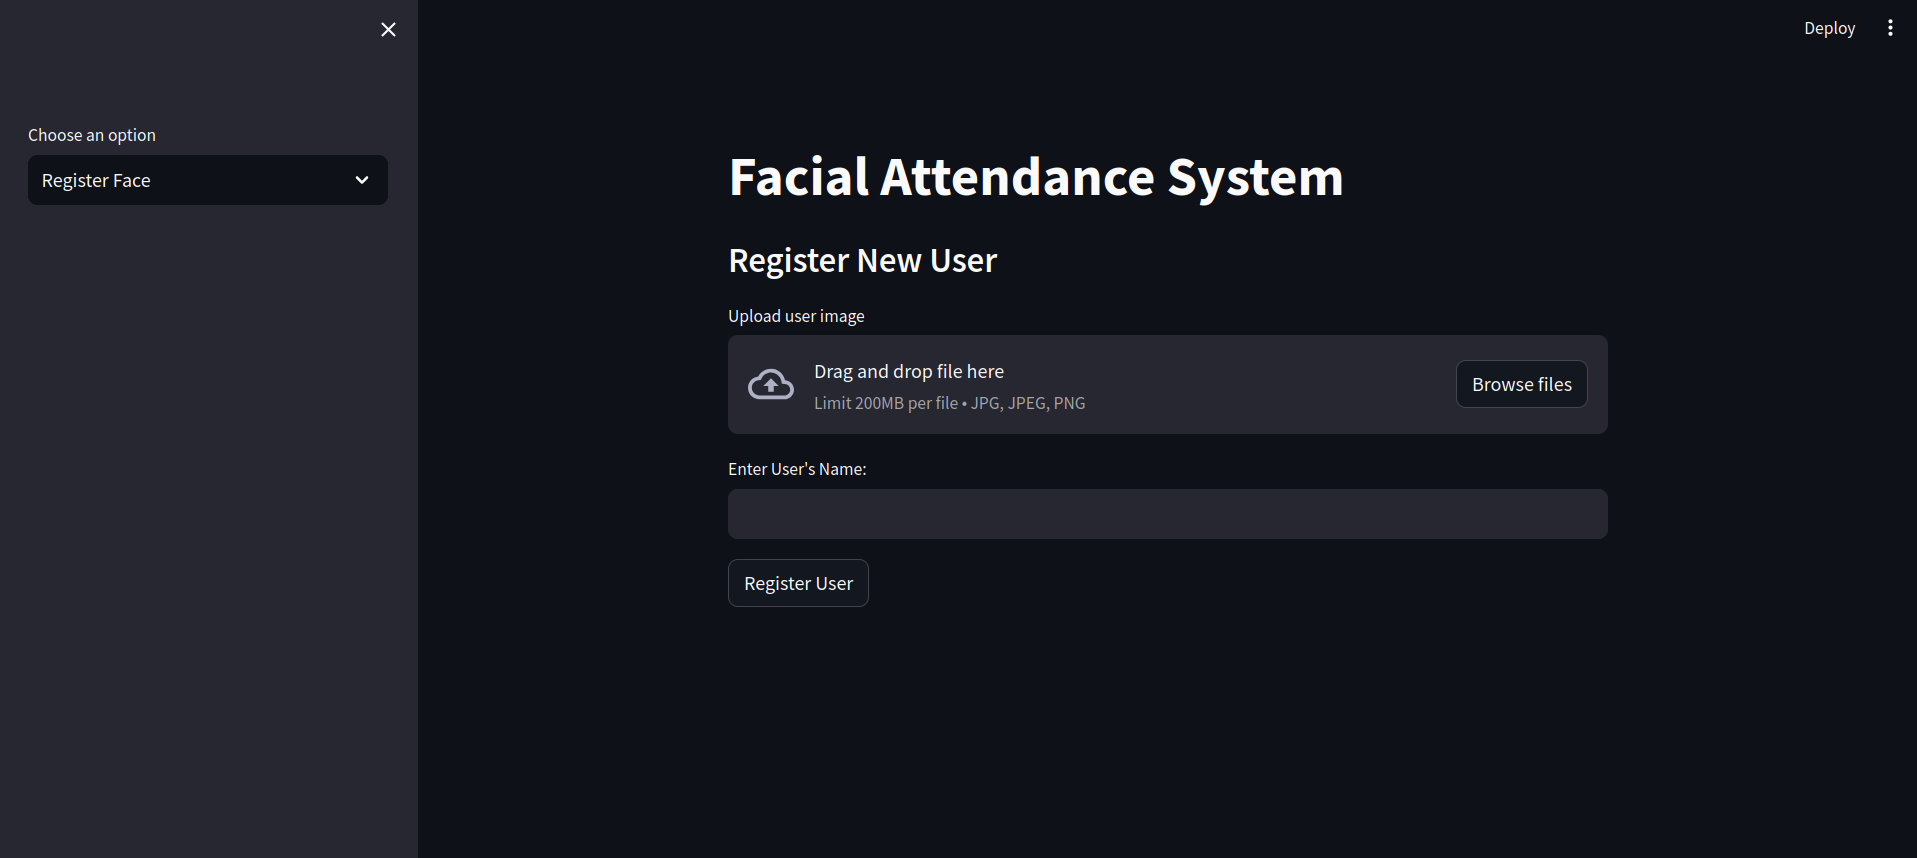 Deploy
Choose an option
Register Face
Facial Attendance System
Register New User
Upload user image
Drag and drop file here
Limit 200MB per file • JPG, JPEG, PNG
Browse files
Enter User's Name:
Register User